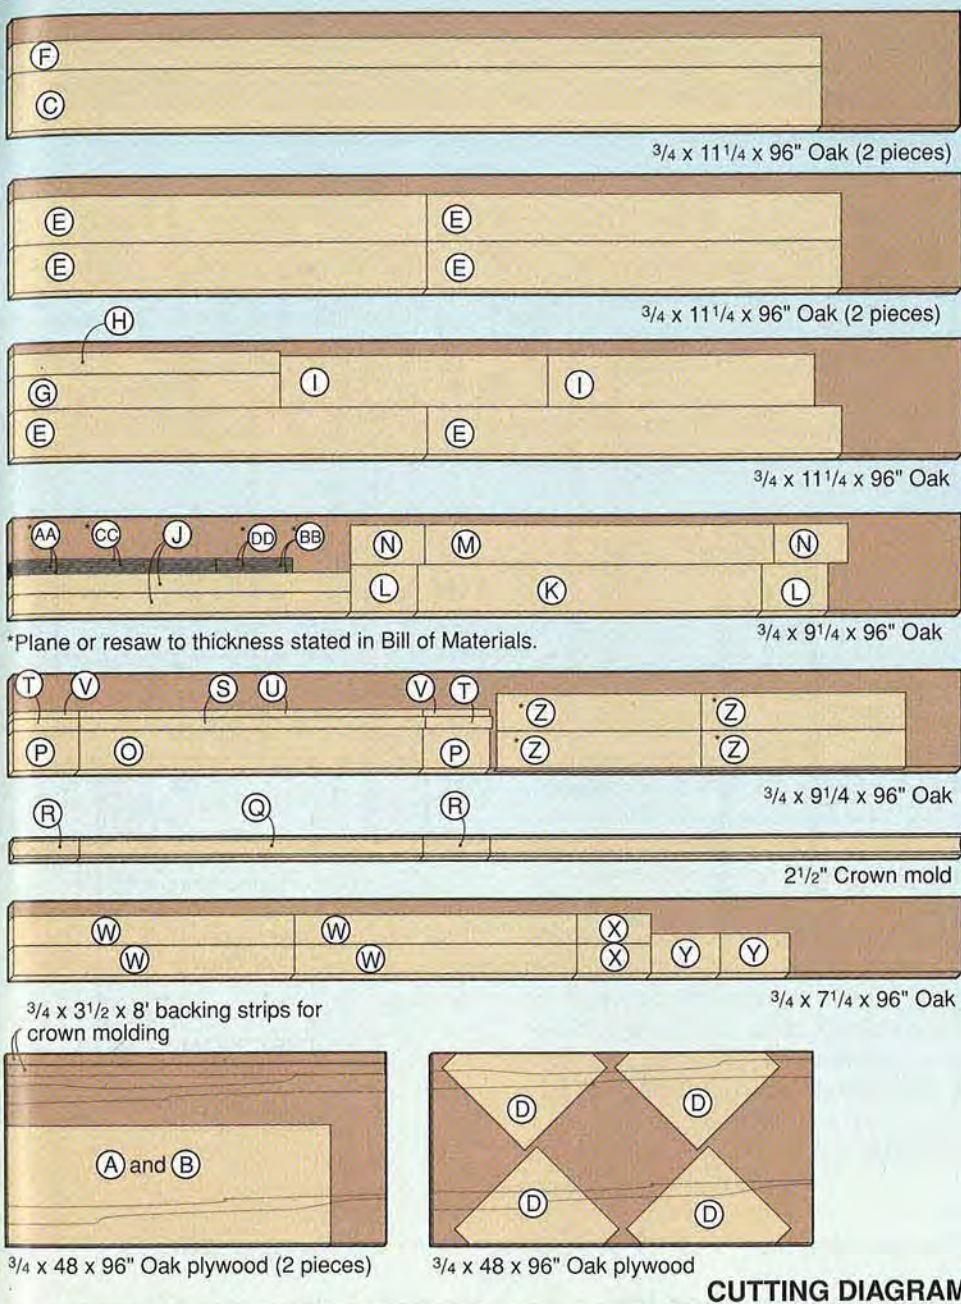 F
C
3/4 x 11 1/4 x 96" Oak (2 pieces)
E E
E E
3/4 x 11 1/4 x 96" Oak (2 pieces)
H
G I I
E E
3/4 x 11 1/4 x 96" Oak
*AA *CC J *DD *BB N M N
L K L
*Plane or resaw to thickness stated in Bill of Materials.
3/4 x 9 1/4 x 96" Oak
T V S U V T
*Z *Z
P O P *Z *Z
3/4 x 9 1/4 x 96" Oak
R Q R
2 1/2" Crown mold
W W X
W W X Y Y
3/4 x 7 1/4 x 96" Oak
3/4 x 3 1/2 x 8' backing strips for
crown molding
A and B
D D
D D
3/4 x 48 x 96" Oak plywood (2 pieces)
3/4 x 48 x 96" Oak plywood
CUTTING DIAGRAM